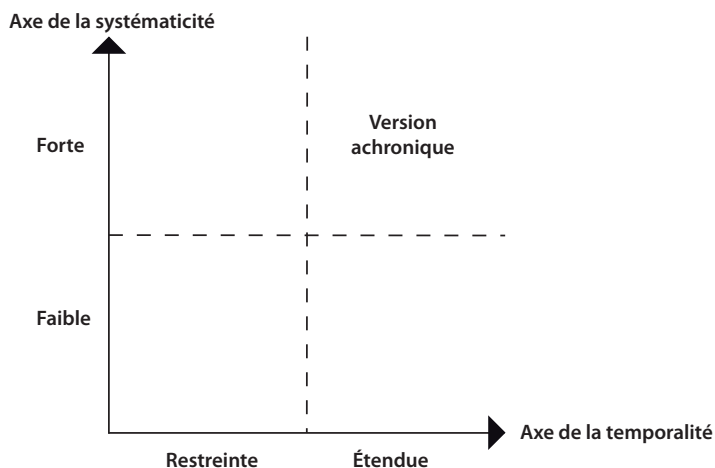 Axe de la systématicité
Version
achronique
Forte
Faible
Axe de la temporalité
Restreinte
Étendue